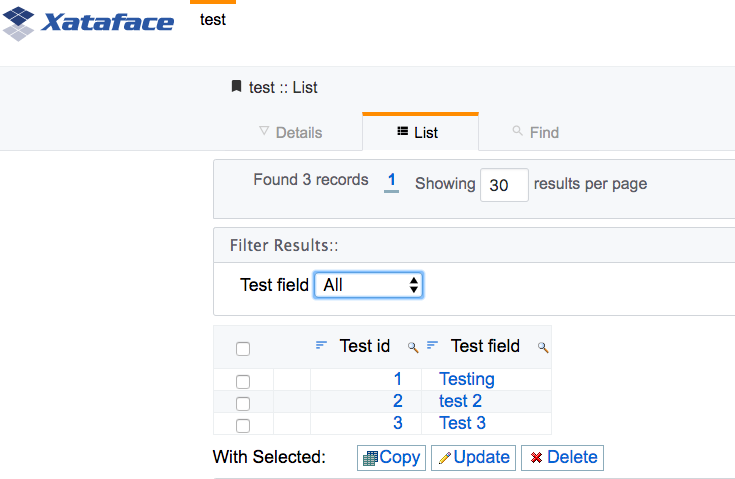 Xataface
test
test :: List
Details
List
Find
Found 3 records 1 Showing 30 results per page
Filter Results::
Test field All
Test id Test field
1 Testing
2 test 2
3 Test 3
With Selected: Copy Update Delete